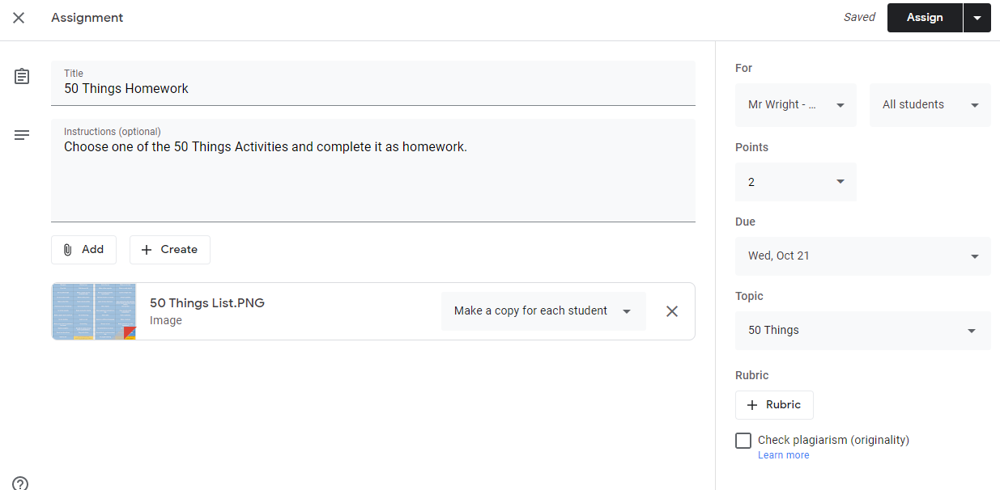 Assignment
Saved
Assign
Title
50 Things Homework
Instructions (optional)
Choose one of the 50 Things Activities and complete it as homework.
Add
Create
50 Things List.PNG
Image
Make a copy for each student
For
Mr Wright - ...
All students
Points
2
Due
Wed, Oct 21
Topic
50 Things
Rubric
Rubric
Check plagiarism (originality)
Learn more